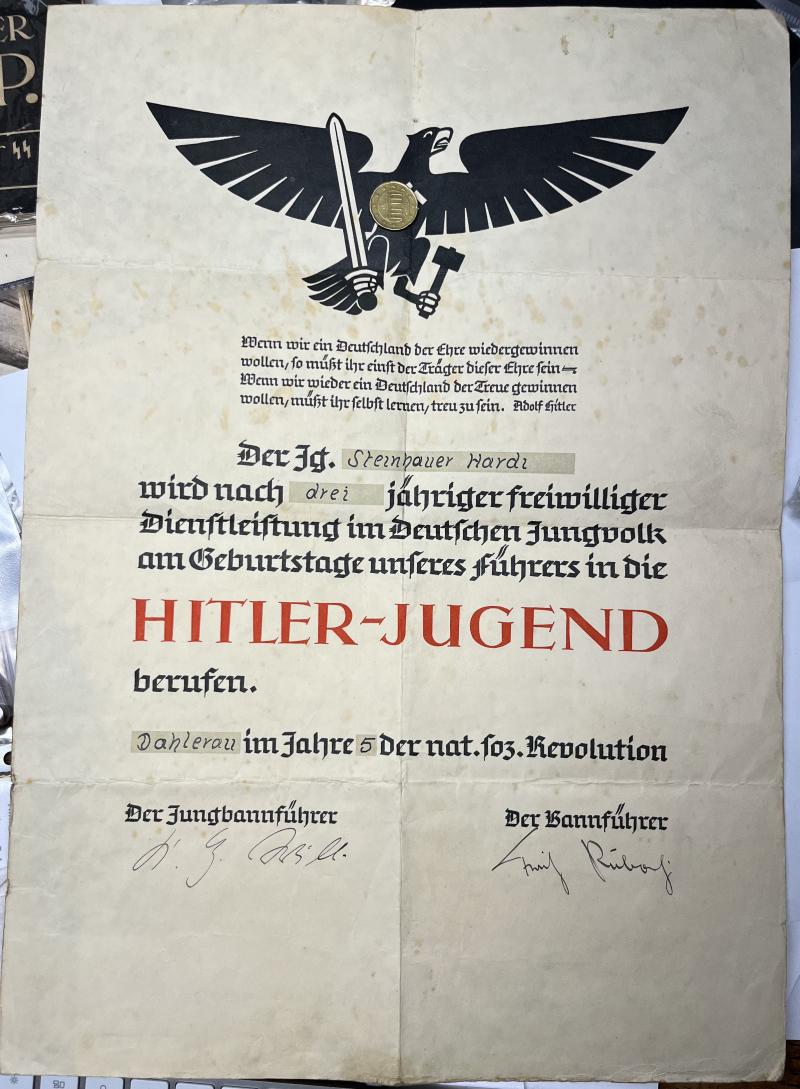 ER
P.
Wenn wir ein Deutschland der Ehre wiedergewinnen
wollen, so müßt ihr einst der Träger dieser Ehre sein –
Wenn wir wieder ein Deutschland der Treue gewinnen
wollen, müßt ihr selbst lernen, treu zu sein. Adolf Hitler
Der Jg. Steinhauer Hardi
wird nach drei jähriger freiwilliger
Dienstleistung im Deutschen Jungvolk
am Geburtstage unseres Führers in die
HITLER-JUGEND
berufen.
Dahlerau im Jahre 5 der nat. soz. Revolution
Der Jungbannführer
Der Bannführer